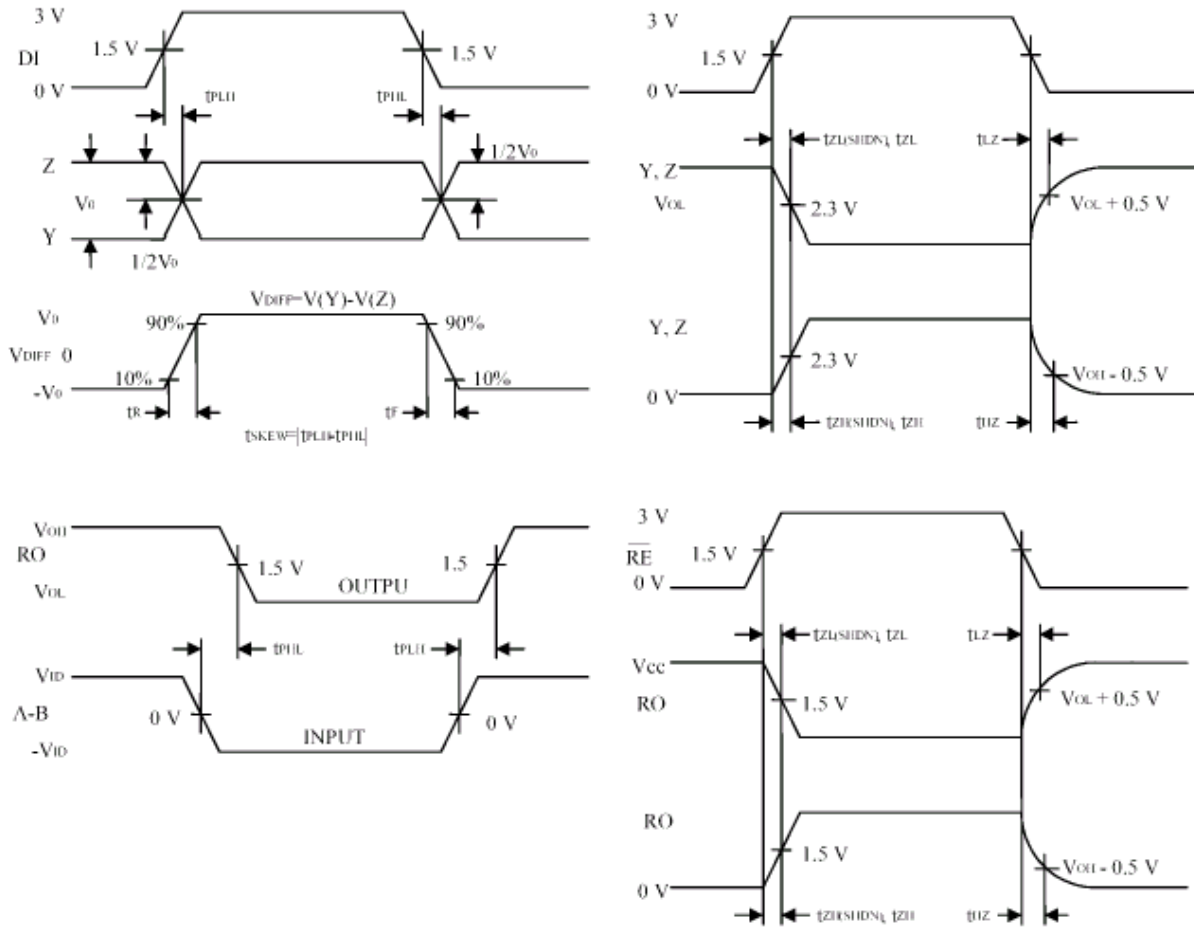 3 V
1.5 V
1.5 V
DI
0 V
tPLH
tPHL
Z
1/2V0
V0
Y
1/2V0
VDIFF=V(Y)-V(Z)
V0
90%
90%
VDIFF 0
10%
10%
-V0
tR
tF
tSKEW=|tPLH-tPHL|
3 V
1.5 V
0 V
tZL(SHDN), tZL
tLZ
Y, Z
VOL
2.3 V
VOL + 0.5 V
Y, Z
2.3 V
VOH - 0.5 V
0 V
tZH(SHDN), tZH
tHZ
VOH
RO
1.5 V
1.5
VOL
OUTPU
tPHL
tPLH
VID
A-B
0 V
0 V
-VID
INPUT
3 V
RE
1.5 V
0 V
tZL(SHDN), tZL
tLZ
Vcc
RO
1.5 V
VOL + 0.5 V
RO
1.5 V
VOH - 0.5 V
0 V
tZH(SHDN), tZH
tHZ